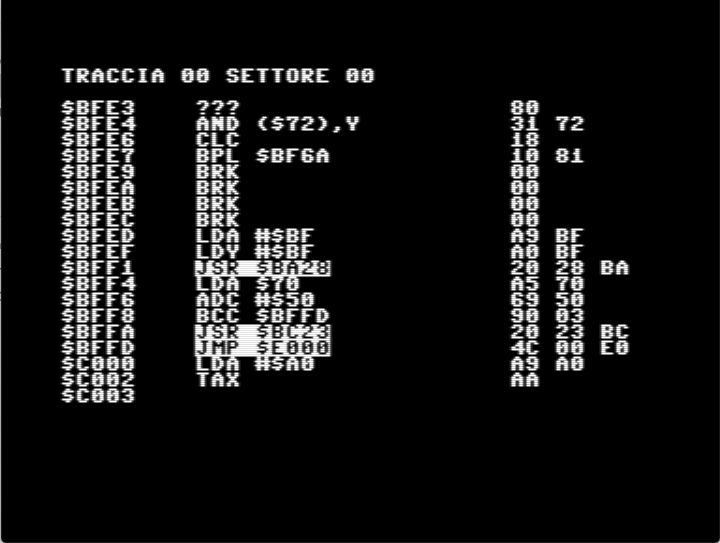 TRACCIA 00 SETTORE 00
$BFE3 ??? 80
$BFE4 AND ($72),Y 31 72
$BFE6 CLC 18
$BFE7 BPL $BF6A 10 81
$BFE9 BRK 00
$BFEA BRK 00
$BFEB BRK 00
$BFEC BRK 00
$BFED LDA #$BF A9 BF
$BFEF LDY #$BF A0 BF
$BFF1 JSR $BA28 20 28 BA
$BFF4 LDA $70 A5 70
$BFF6 ADC #$50 69 50
$BFF8 BCC $BFFD 90 03
$BFFA JSR $BC23 20 23 BC
$BFFD JMP $E000 4C 00 E0
$C000 LDA #$A0 A9 A0
$C002 TAX AA
$C003